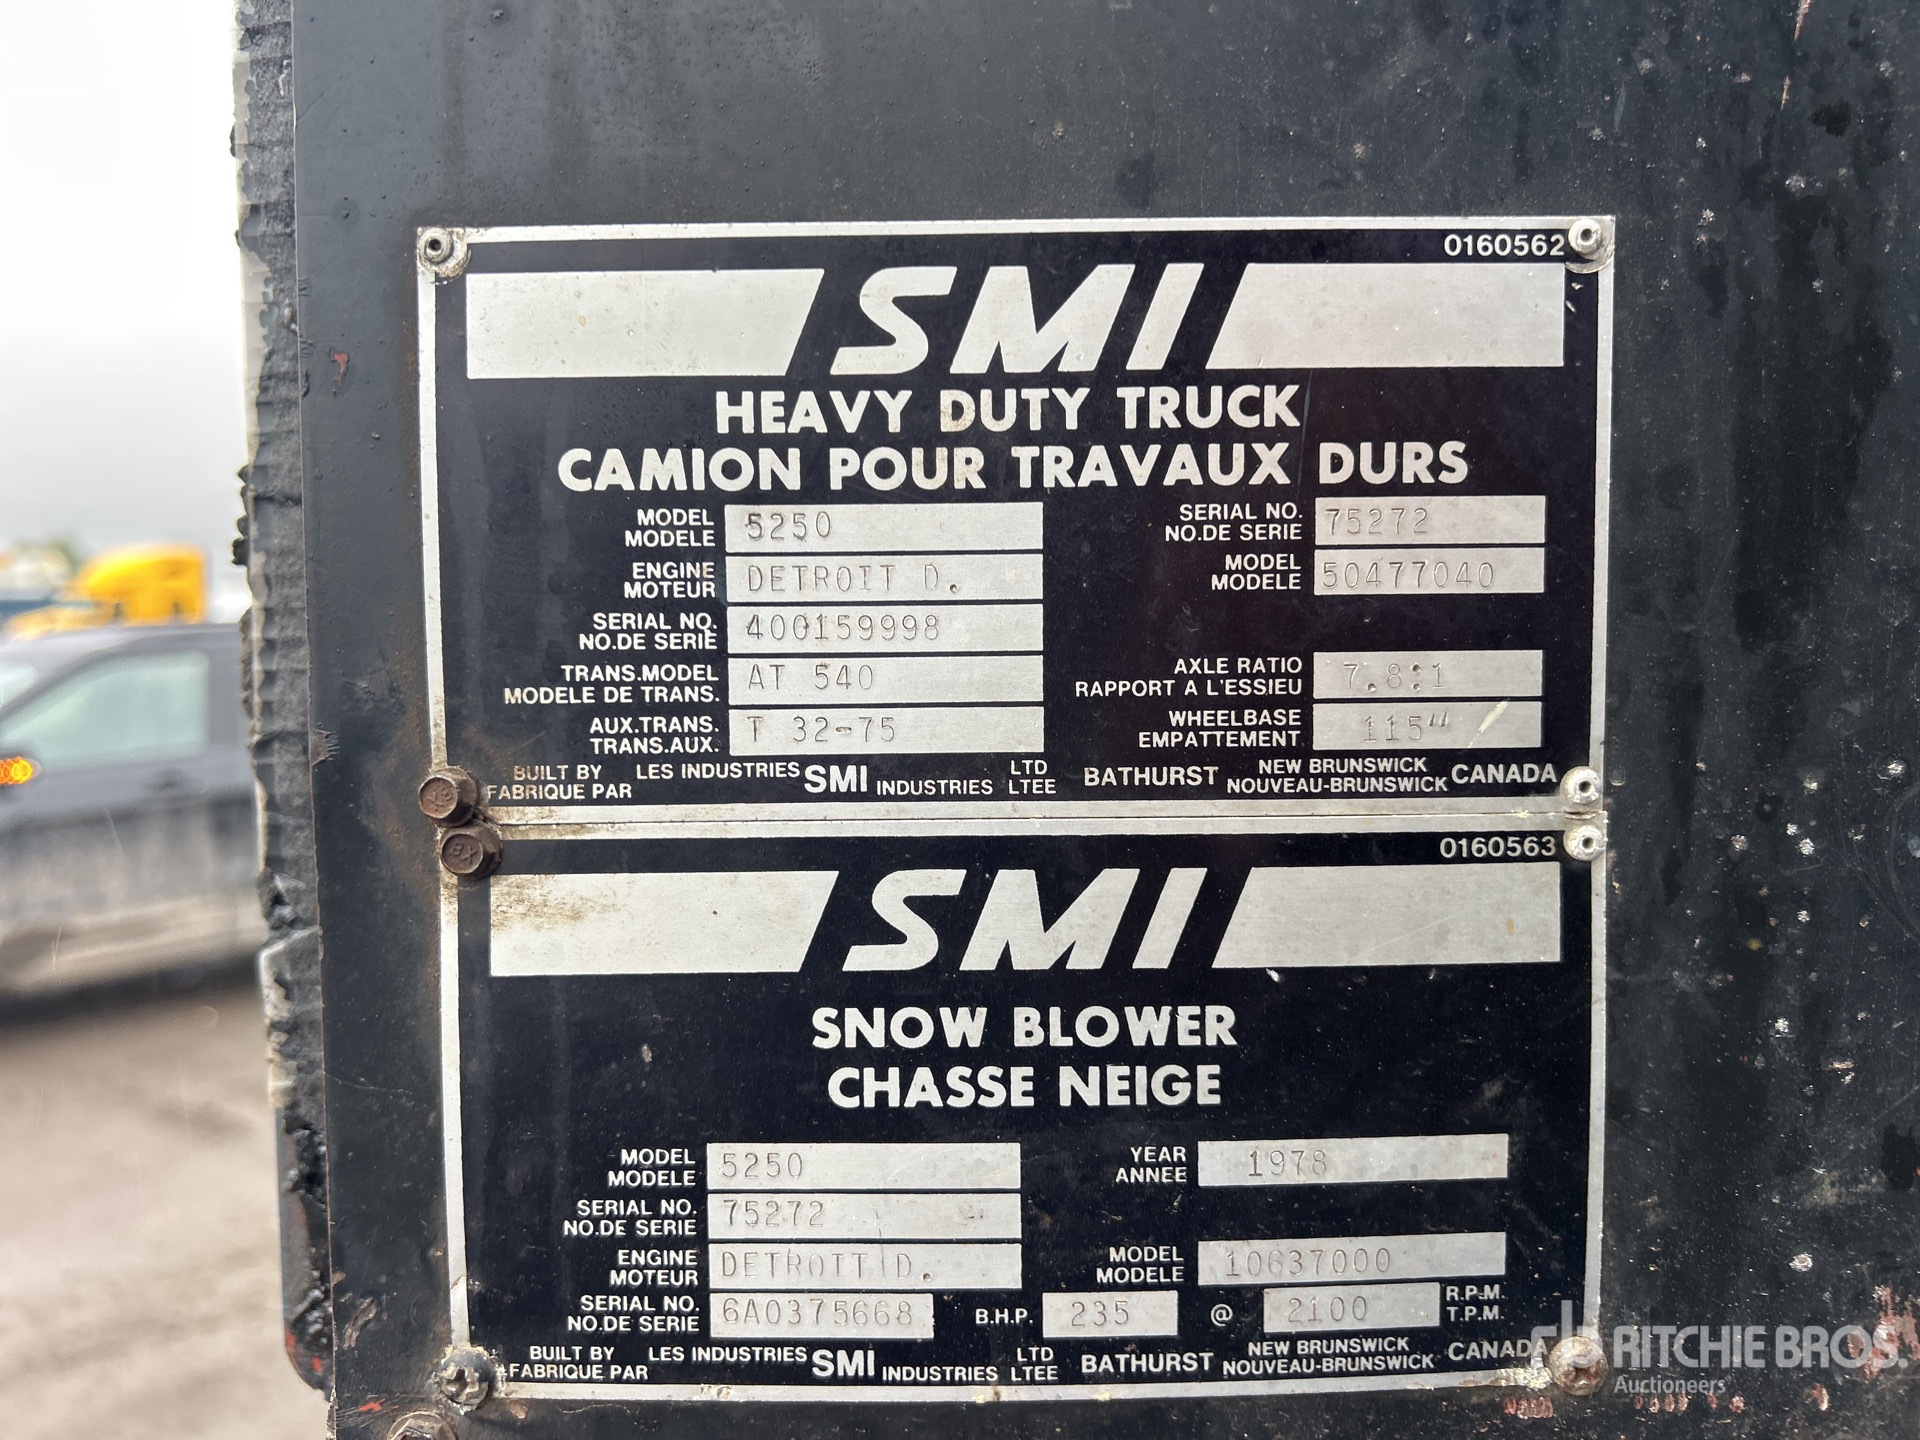 0160562
SMI
HEAVY DUTY TRUCK
CAMION POUR TRAVAUX DURS
MODEL 5250 SERIAL NO. 75272
MODELE NO.DE SERIE
ENGINE DETROIT D. MODEL 50477040
MOTEUR MODELE
SERIAL NO. 400159998
NO.DE SERIE
TRANS.MODEL AT 540 AXLE RATIO 7.8:1
MODELE DE TRANS. RAPPORT A L'ESSIEU
AUX.TRANS. T 32-75 WHEELBASE 115"
TRANS.AUX. EMPATTEMENT
BUILT BY LES INDUSTRIES SMI INDUSTRIES LTD BATHURST NEW BRUNSWICK CANADA
FABRIQUE PAR LTEE NOUVEAU-BRUNSWICK
0160563
SMI
SNOW BLOWER
CHASSE NEIGE
MODEL 5250 YEAR 1978
MODELE ANNEE
SERIAL NO. 75272
NO.DE SERIE
ENGINE DETROIT D. MODEL 10637000
MOTEUR MODELE
SERIAL NO. 6A0375668 B.H.P. 235 @ 2100 R.P.M.
NO.DE SERIE T.P.M.
BUILT BY LES INDUSTRIES SMI INDUSTRIES LTD BATHURST NEW BRUNSWICK CANADA
FABRIQUE PAR LTEE NOUVEAU-BRUNSWICK
RITCHIE BROS.
Auctioneers